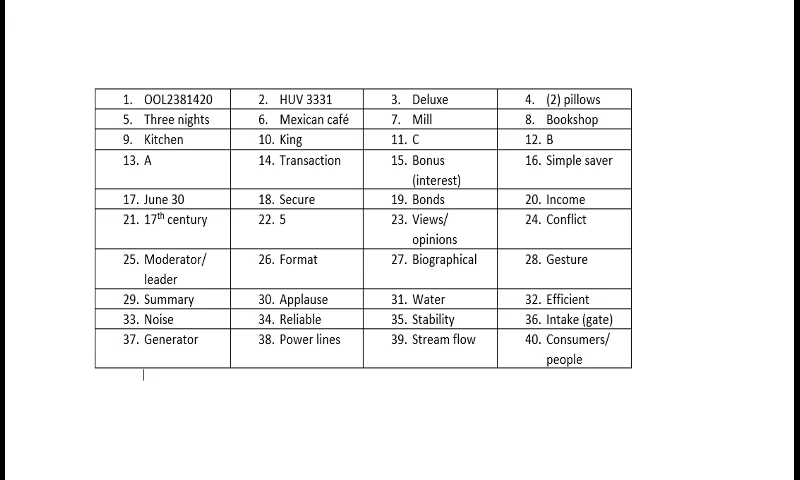 1. OOL2381420 2. HUV 3331 3. Deluxe 4. (2) pillows
5. Three nights 6. Mexican café 7. Mill 8. Bookshop
9. Kitchen 10. King 11. C 12. B
13. A 14. Transaction 15. Bonus 16. Simple saver
(interest)
17. June 30 18. Secure 19. Bonds 20. Income
21. 17th century 22. 5 23. Views/ 24. Conflict
opinions
25. Moderator/ 26. Format 27. Biographical 28. Gesture
leader
29. Summary 30. Applause 31. Water 32. Efficient
33. Noise 34. Reliable 35. Stability 36. Intake (gate)
37. Generator 38. Power lines 39. Stream flow 40. Consumers/
people